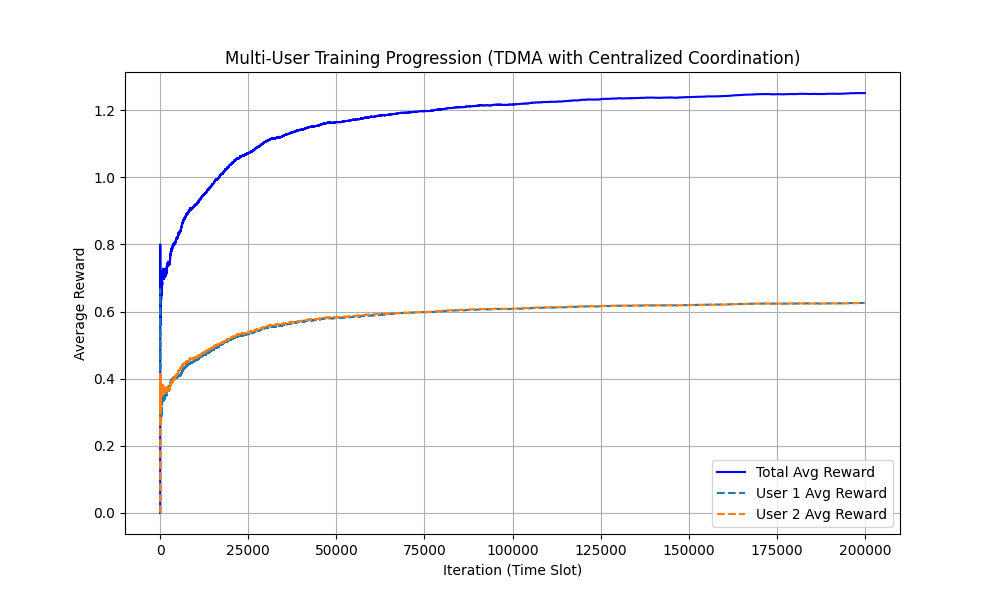 Multi-User Training Progression (TDMA with Centralized Coordination)
Average Reward
1.2
1.0
0.8
0.6
0.4
0.2
0.0
Total Avg Reward
User 1 Avg Reward
User 2 Avg Reward
0 25000 50000 75000 100000 125000 150000 175000 200000
Iteration (Time Slot)